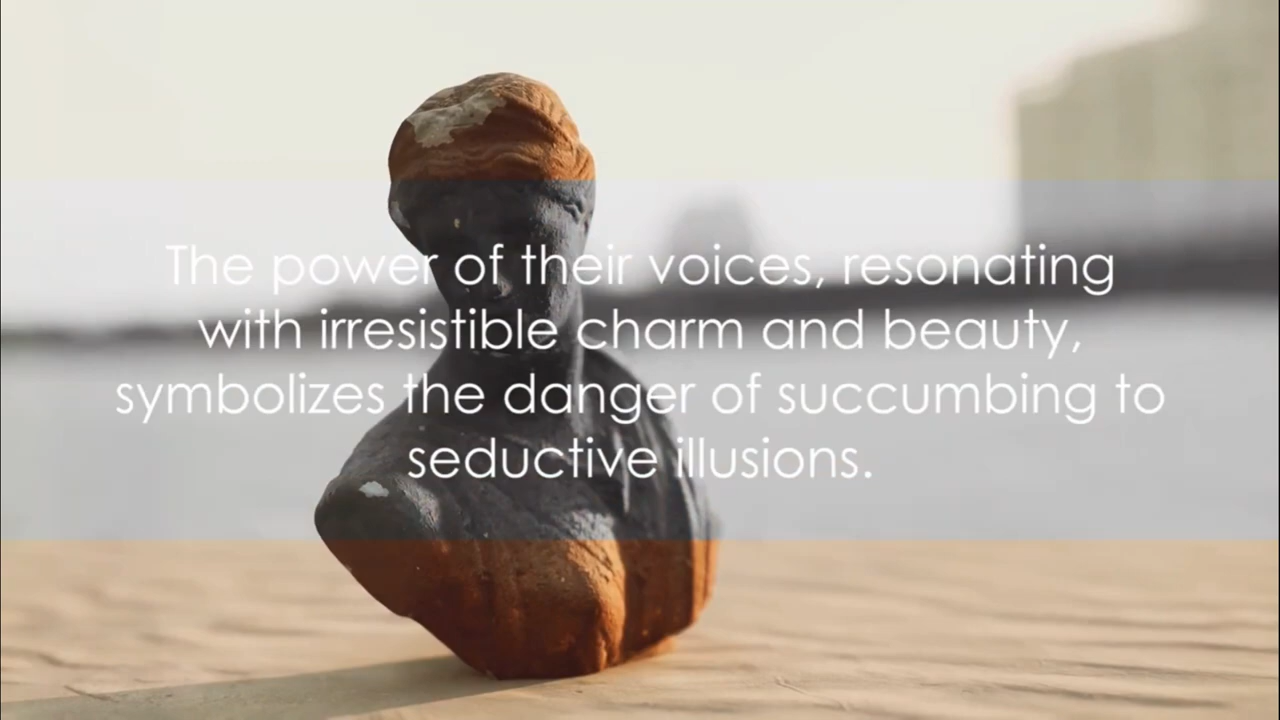 The power of their voices, resonating
with irresistible charm and beauty,
symbolizes the danger of succumbing to
seductive illusions.